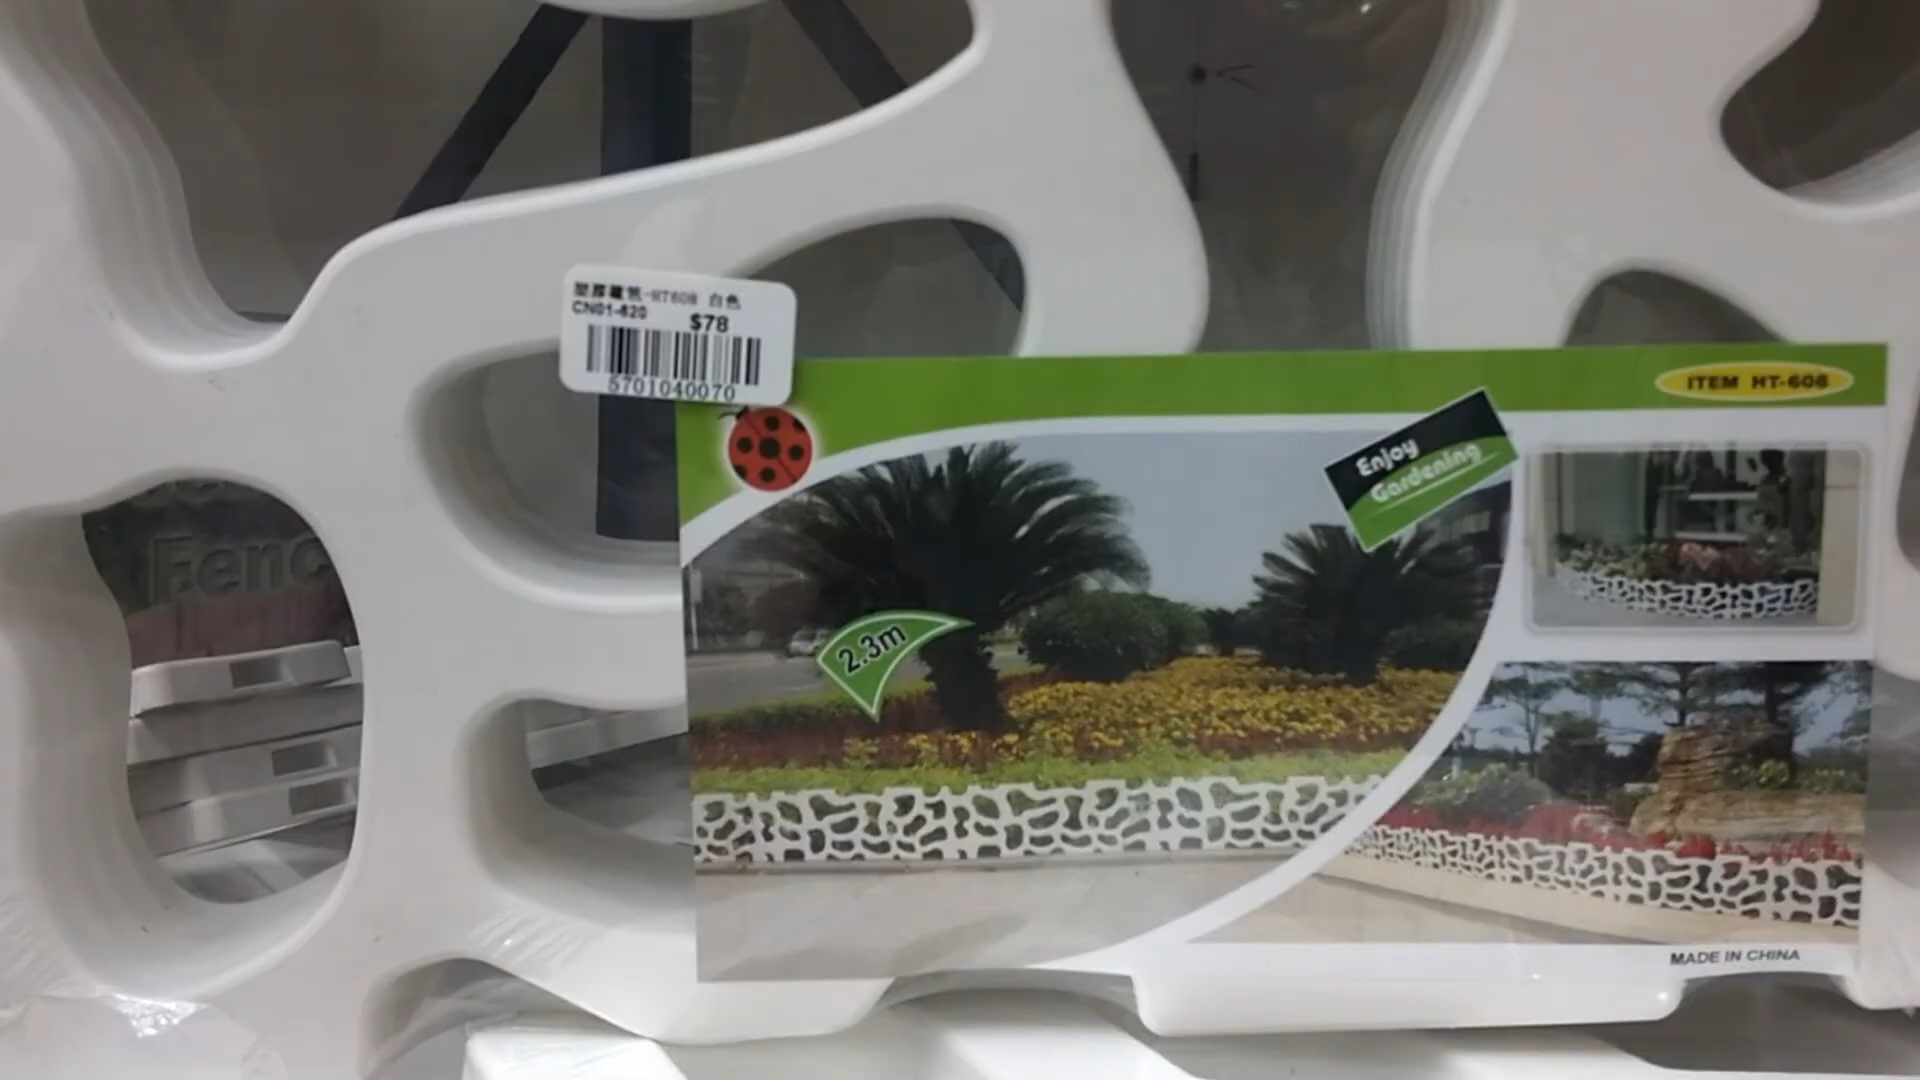 塑膠籬笆-HT608 白色
CN01-620 $78
5701040070
ITEM HT-608
Enjoy
Gardening
2.3m
Fenc
MADE IN CHINA